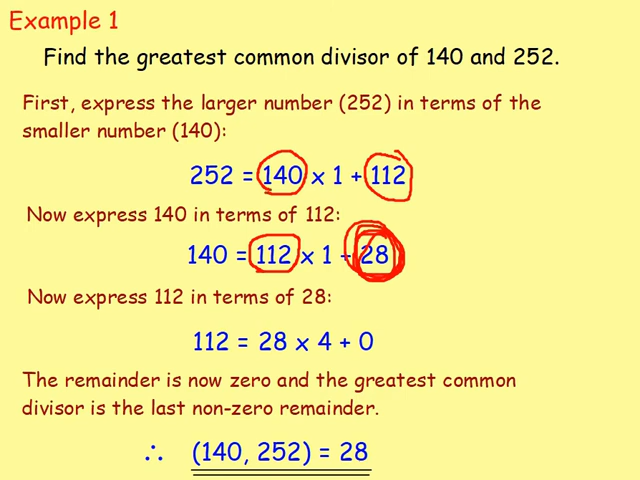 Example 1
Find the greatest common divisor of 140 and 252.
First, express the larger number (252) in terms of the
smaller number (140):
252 = 140 x 1 + 112
Now express 140 in terms of 112:
140 = 112 x 1 + 28
Now express 112 in terms of 28:
112 = 28 x 4 + 0
The remainder is now zero and the greatest common
divisor is the last non-zero remainder.
∴ (140, 252) = 28